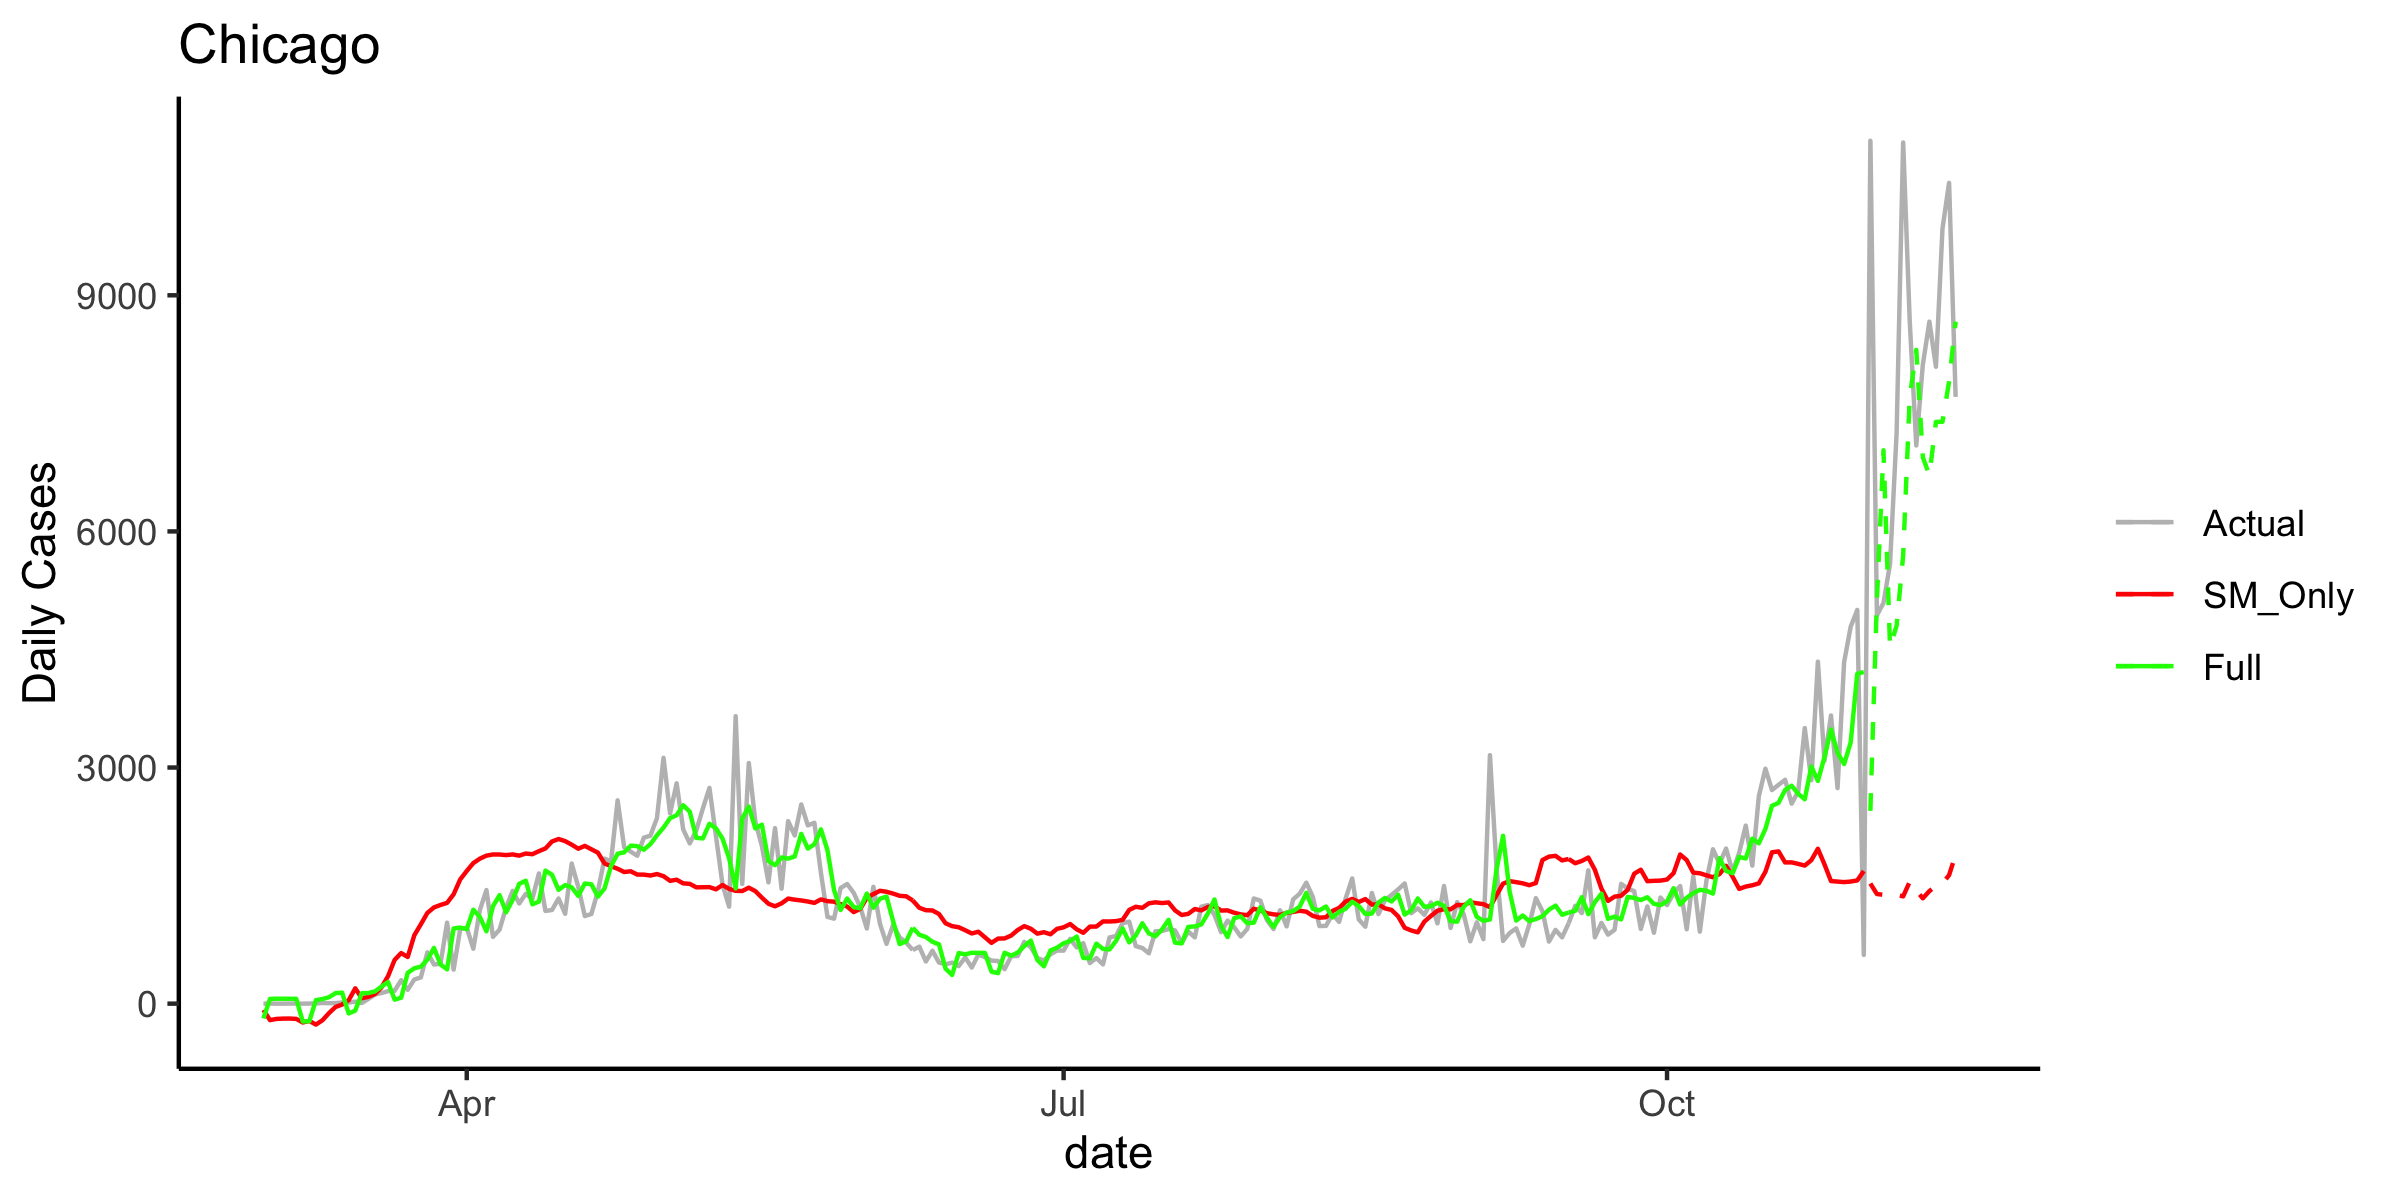 Chicago
Daily Cases
9000
6000
3000
0
Apr
Jul
Oct
date
Actual
SM_Only
Full